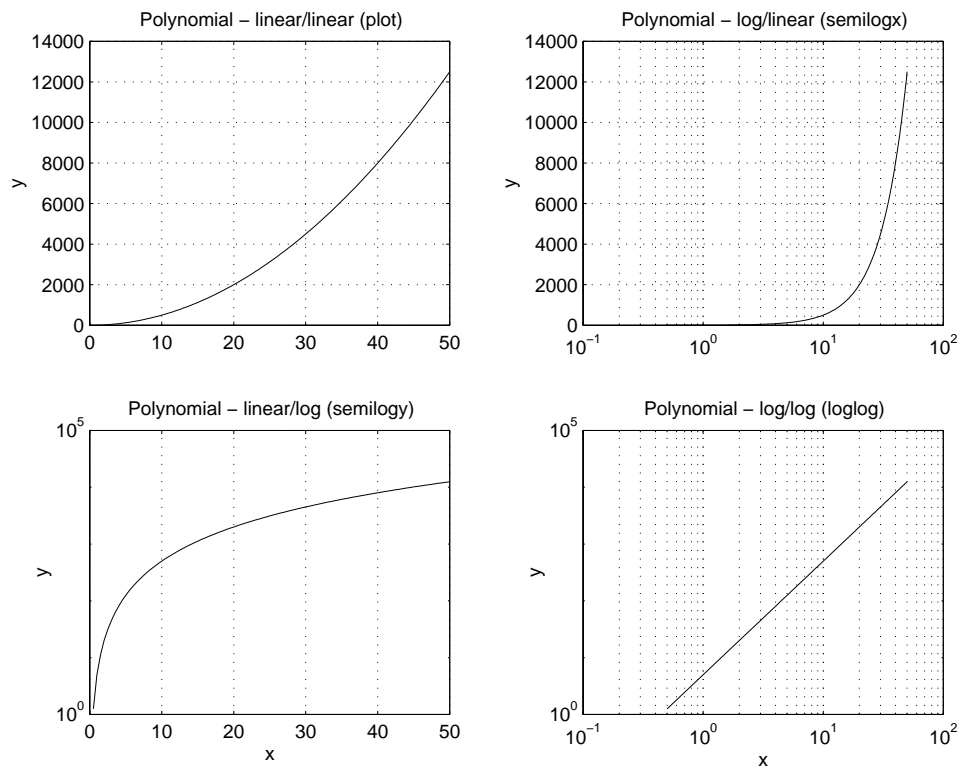 Polynomial − linear/linear (plot)
14000
12000
10000
8000
6000
4000
2000
0
y
0 10 20 30 40 50
Polynomial − log/linear (semilogx)
14000
12000
10000
8000
6000
4000
2000
0
y
10⁻¹ 10⁰ 10¹ 10²
Polynomial − linear/log (semilogy)
10⁵
10⁰
y
0 10 20 30 40 50
x
Polynomial − log/log (loglog)
10⁵
10⁰
y
10⁻¹ 10⁰ 10¹ 10²
x